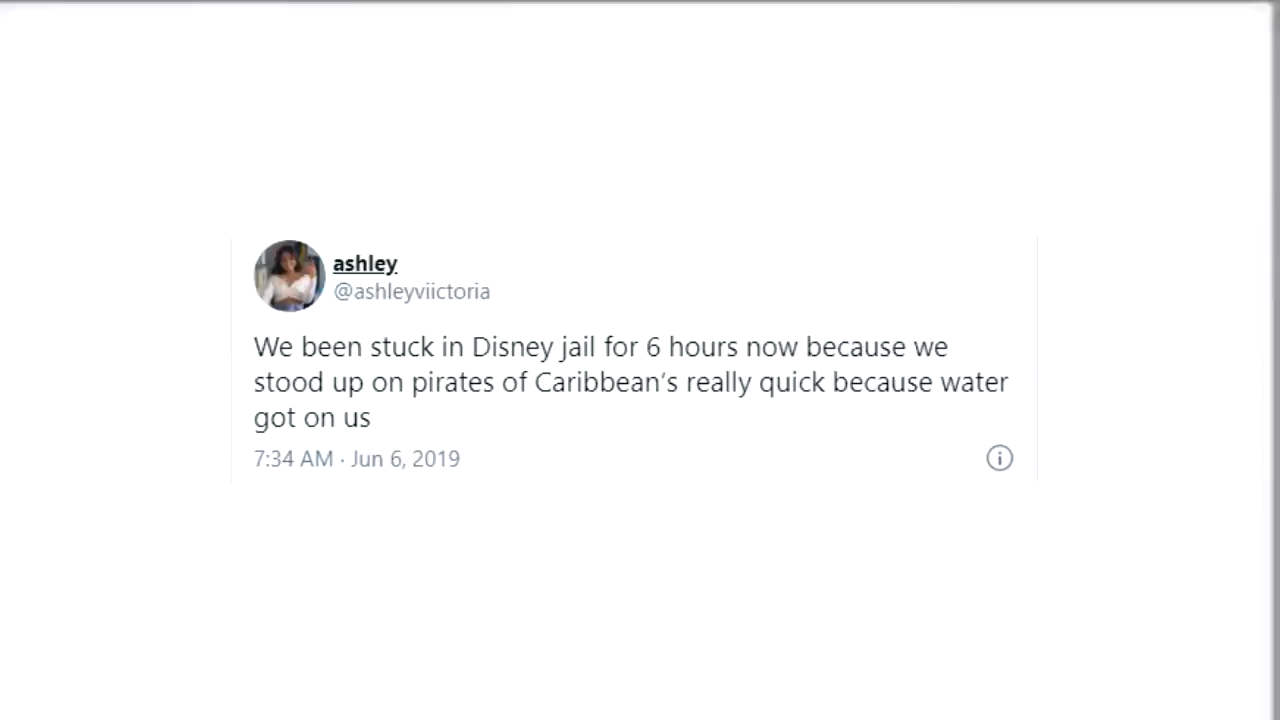 ashley
@ashleyviictoria
We been stuck in Disney jail for 6 hours now because we
stood up on pirates of Caribbean's really quick because water
got on us
7:34 AM · Jun 6, 2019